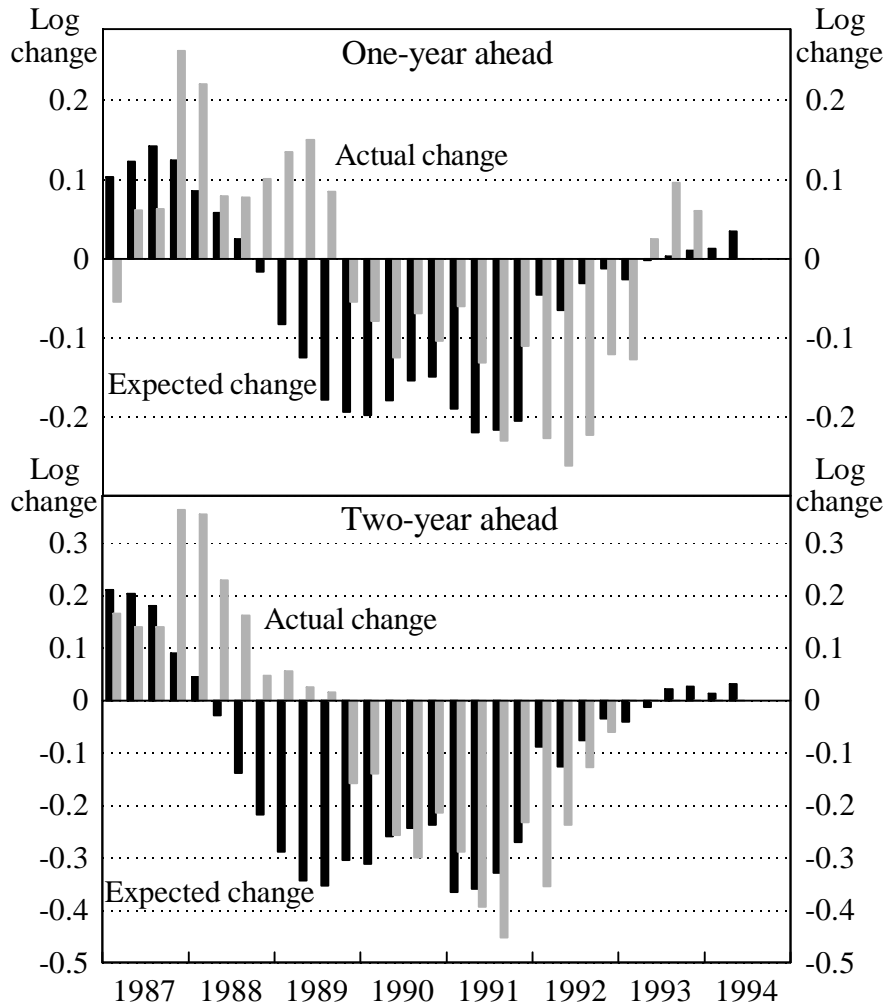 Log change
Log change
One-year ahead
0.2
0.2
Actual change
0.1
0.1
0
0
-0.1
-0.1
Expected change
-0.2
-0.2
Log change
Log change
Two-year ahead
0.3
0.3
0.2
0.2
Actual change
0.1
0.1
0
0
-0.1
-0.1
-0.2
-0.2
-0.3
-0.3
Expected change
-0.4
-0.4
-0.5
-0.5
1987 1988 1989 1990 1991 1992 1993 1994